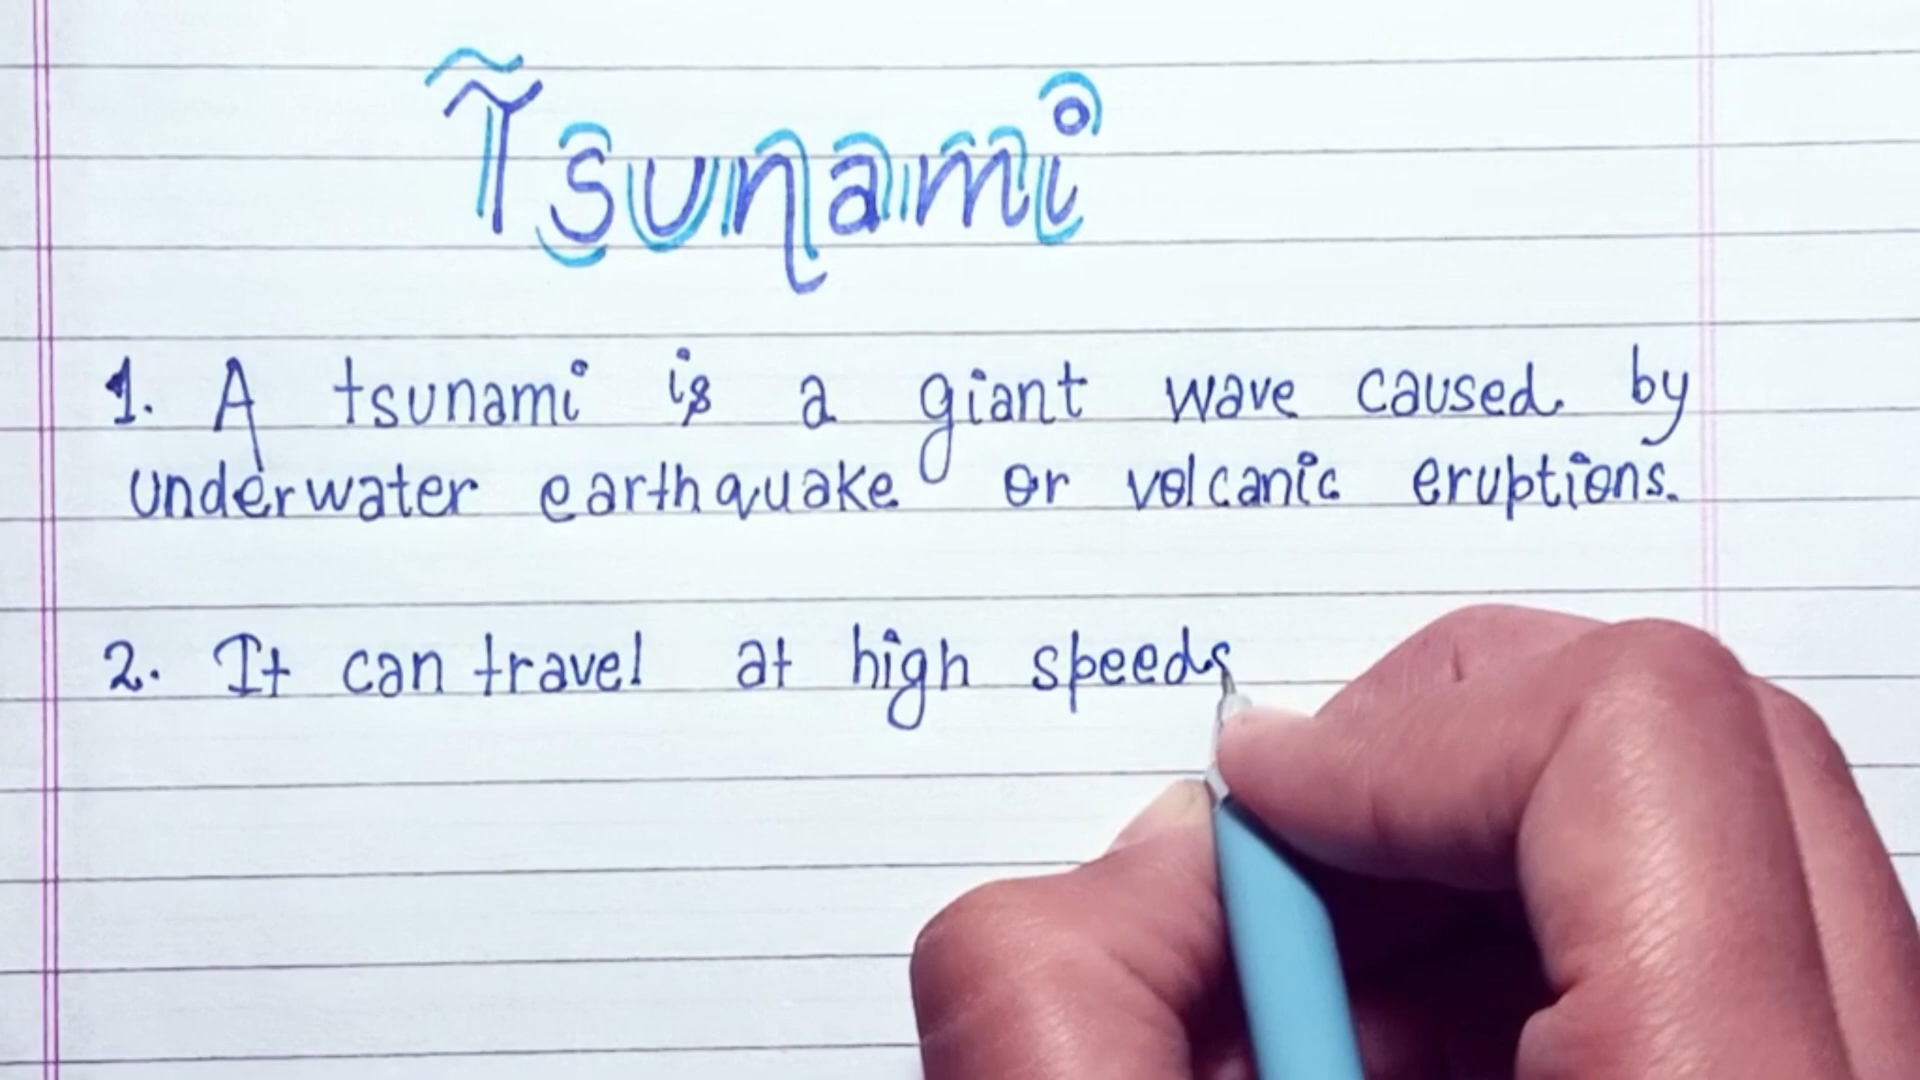 Tsunami
1. A tsunami is a giant wave caused by
underwater earthquake or volcanic eruptions.
2. It can travel at high speeds